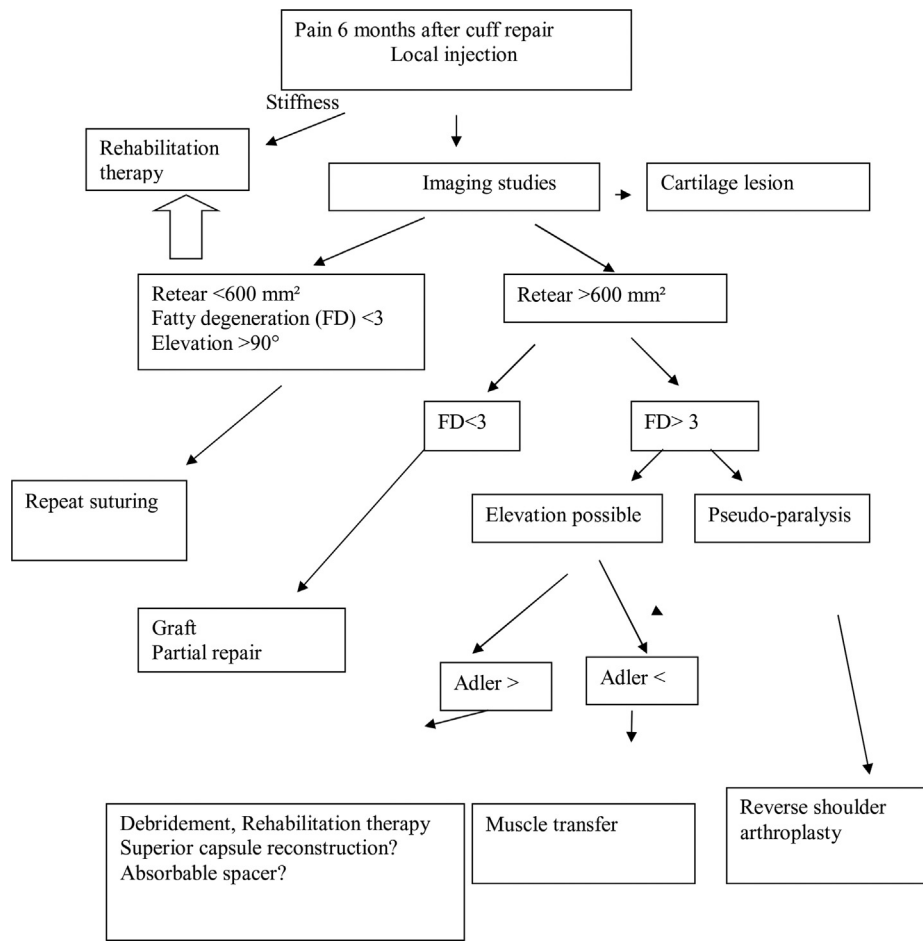 Pain 6 months after cuff repair
Local injection
Stiffness
Rehabilitation
therapy
Imaging studies
Cartilage lesion
Retear <600 mm²
Fatty degeneration (FD) <3
Elevation >90°
Retear >600 mm²
FD<3
FD> 3
Repeat suturing
Elevation possible
Pseudo-paralysis
Graft
Partial repair
Adler >
Adler <
Debridement, Rehabilitation therapy
Superior capsule reconstruction?
Absorbable spacer?
Muscle transfer
Reverse shoulder
arthroplasty